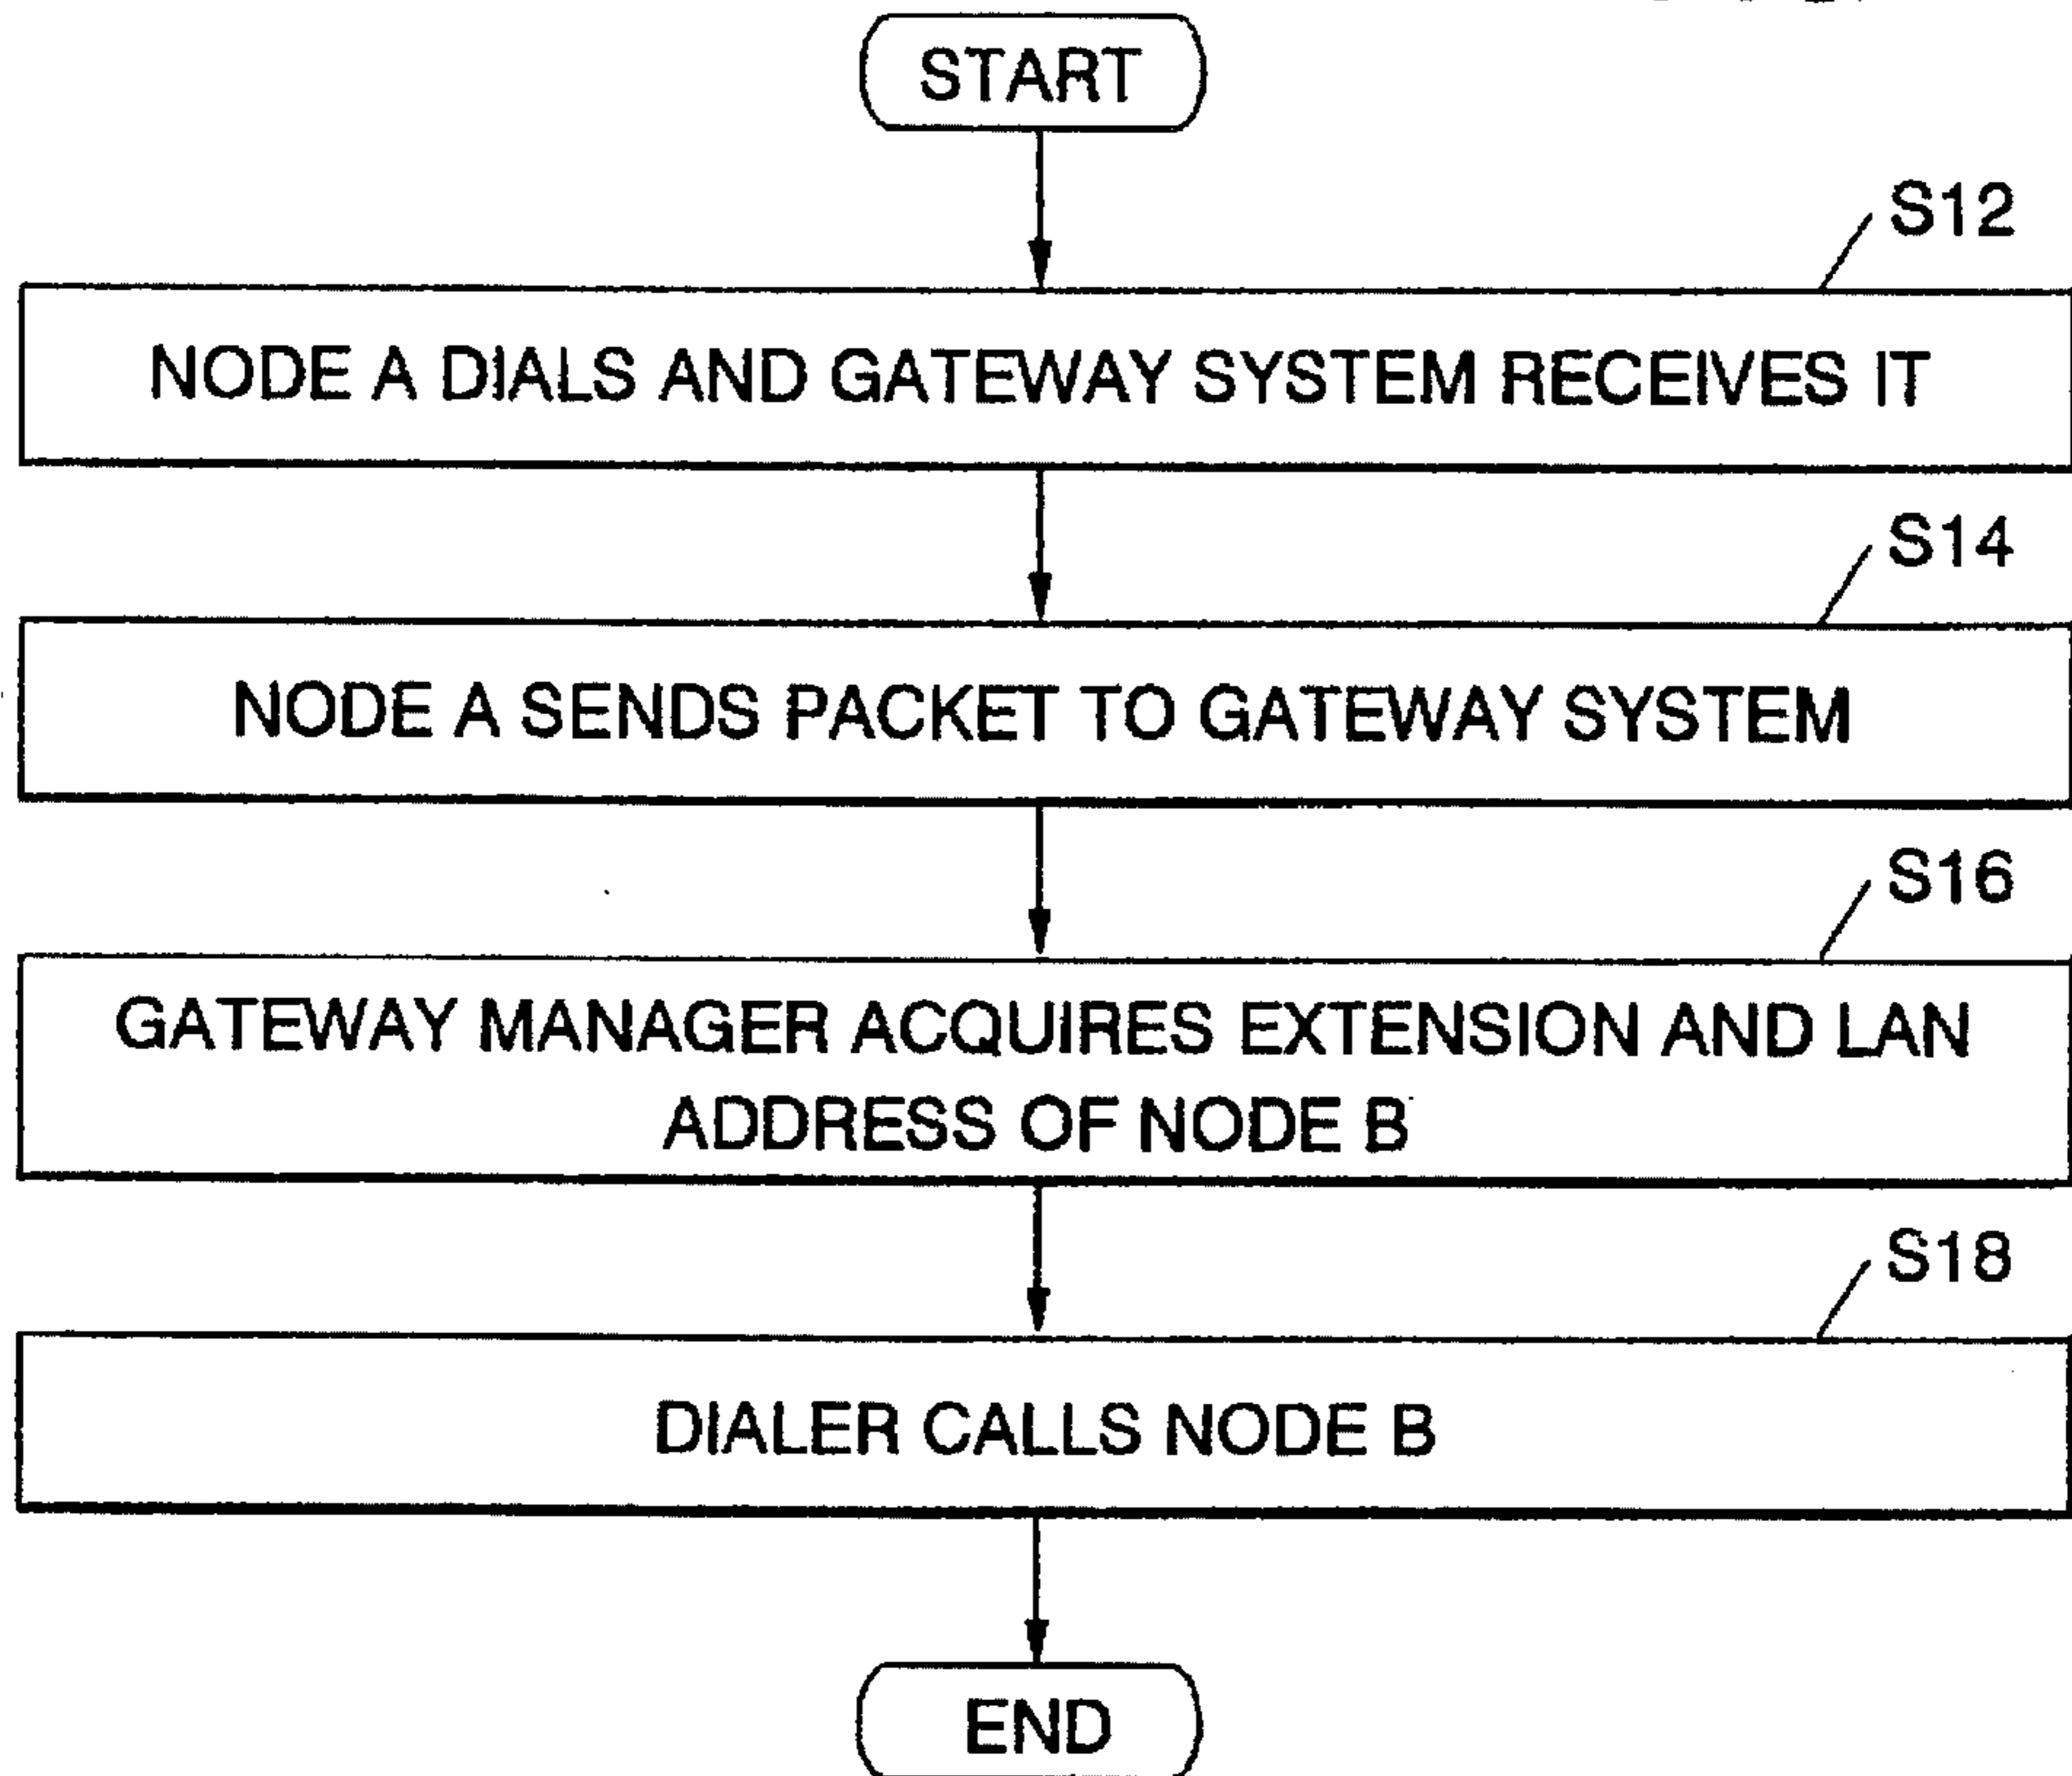 START
S12
NODE A DIALS AND GATEWAY SYSTEM RECEIVES IT
S14
NODE A SENDS PACKET TO GATEWAY SYSTEM
S16
GATEWAY MANAGER ACQUIRES EXTENSION AND LAN
ADDRESS OF NODE B
S18
DIALER CALLS NODE B
END